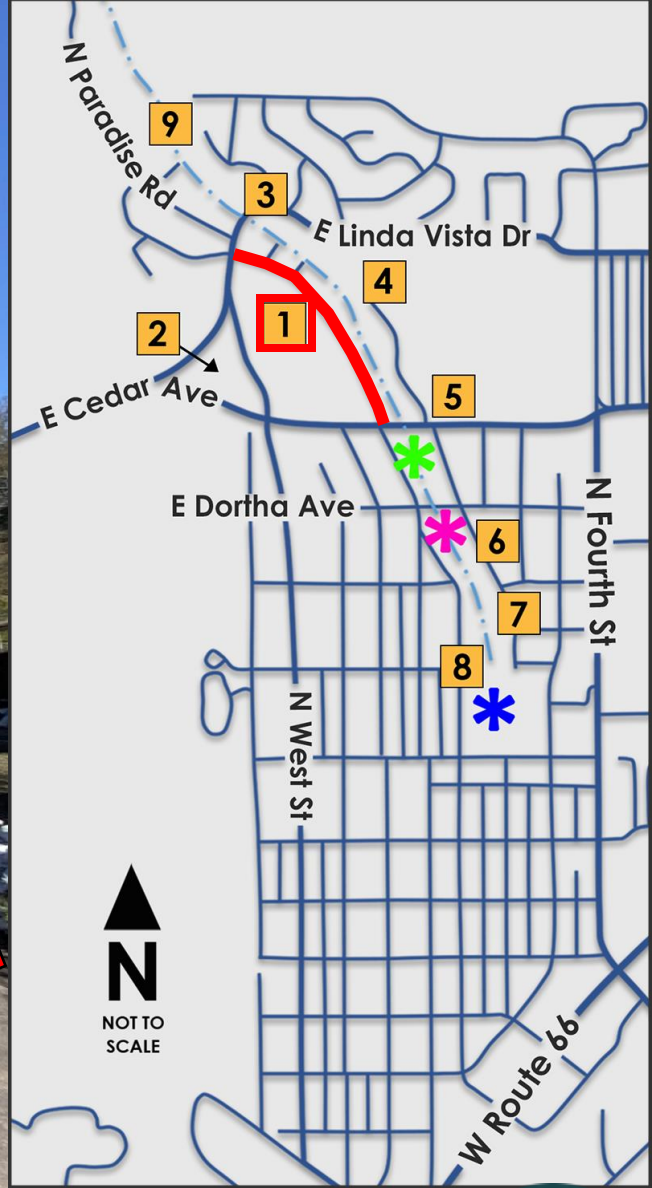 N Paradise Rd
9
3
E Linda Vista Dr
4
1
2
E Cedar Ave
5
E Dortha Ave
N Fourth St
6
7
8
N West St
N
NOT TO
SCALE
W Route 66